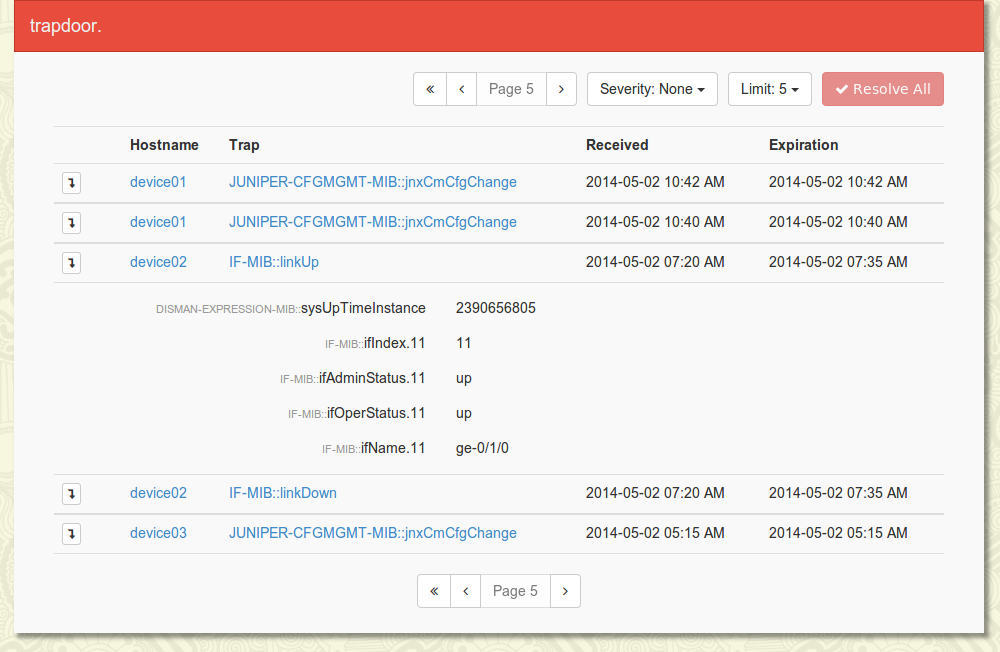 trapdoor.
« ‹ Page 5 › Severity: None Limit: 5 Resolve All
Hostname Trap Received Expiration
device01 JUNIPER-CFGMGMT-MIB::jnxCmCfgChange 2014-05-02 10:42 AM 2014-05-02 10:42 AM
device01 JUNIPER-CFGMGMT-MIB::jnxCmCfgChange 2014-05-02 10:40 AM 2014-05-02 10:40 AM
device02 IF-MIB::linkUp 2014-05-02 07:20 AM 2014-05-02 07:35 AM
DISMAN-EXPRESSION-MIB::sysUpTimeInstance 2390656805
IF-MIB::ifIndex.11 11
IF-MIB::ifAdminStatus.11 up
IF-MIB::ifOperStatus.11 up
IF-MIB::ifName.11 ge-0/1/0
device02 IF-MIB::linkDown 2014-05-02 07:20 AM 2014-05-02 07:35 AM
device03 JUNIPER-CFGMGMT-MIB::jnxCmCfgChange 2014-05-02 05:15 AM 2014-05-02 05:15 AM
« ‹ Page 5 ›